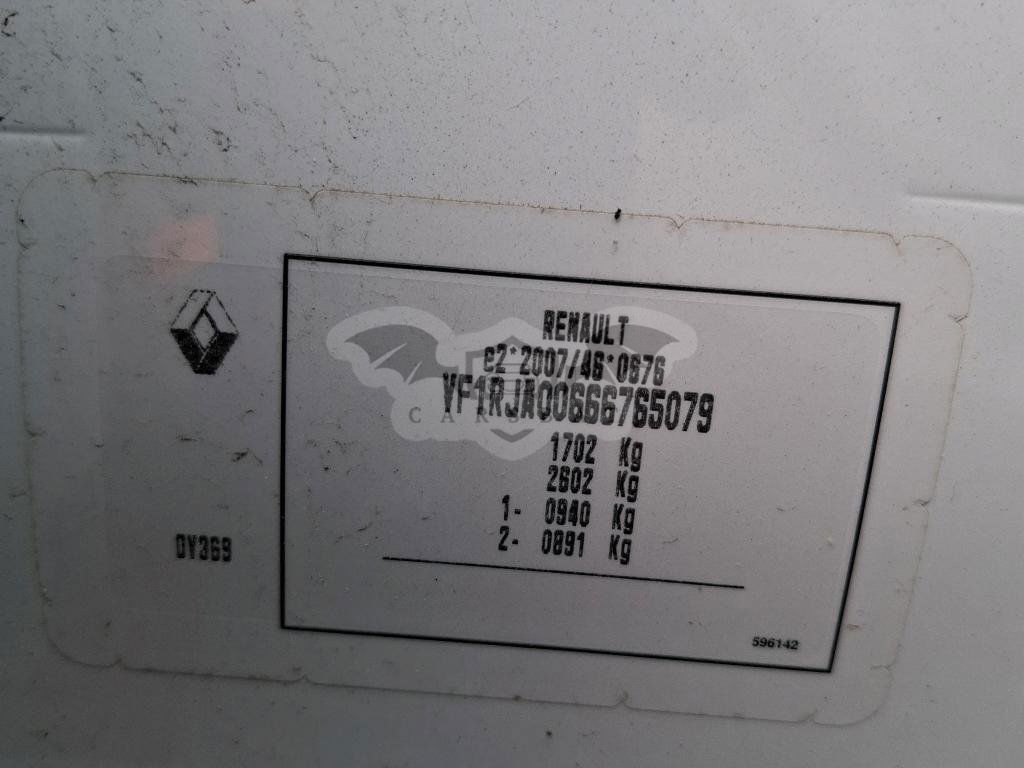 RENAULT
e2*2007/46*0676
VF1RJA00666765079
1702 Kg
2602 Kg
1- 0940 Kg
2- 0891 Kg
DY369
596142